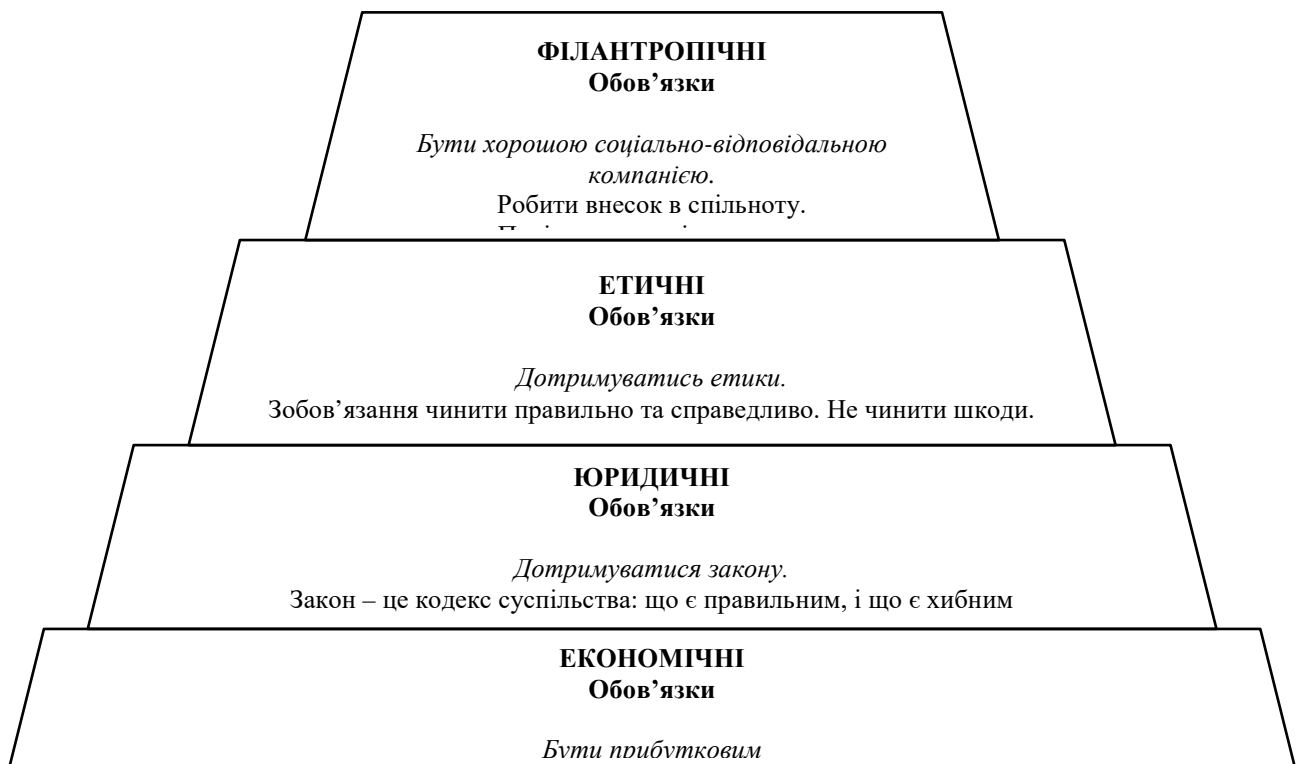 ФІЛАНТРОПІЧНІ
Обов’язки
Бути хорошою соціально-відповідальною
компанією.
Робити внесок в спільноту.
ЕТИЧНІ
Обов’язки
Дотримуватись етики.
Зобов’язання чинити правильно та справедливо. Не чинити шкоди.
ЮРИДИЧНІ
Обов’язки
Дотримуватися закону.
Закон – це кодекс суспільства: що є правильним, і що є хибним
ЕКОНОМІЧНІ
Обов’язки
Бути прибутковим